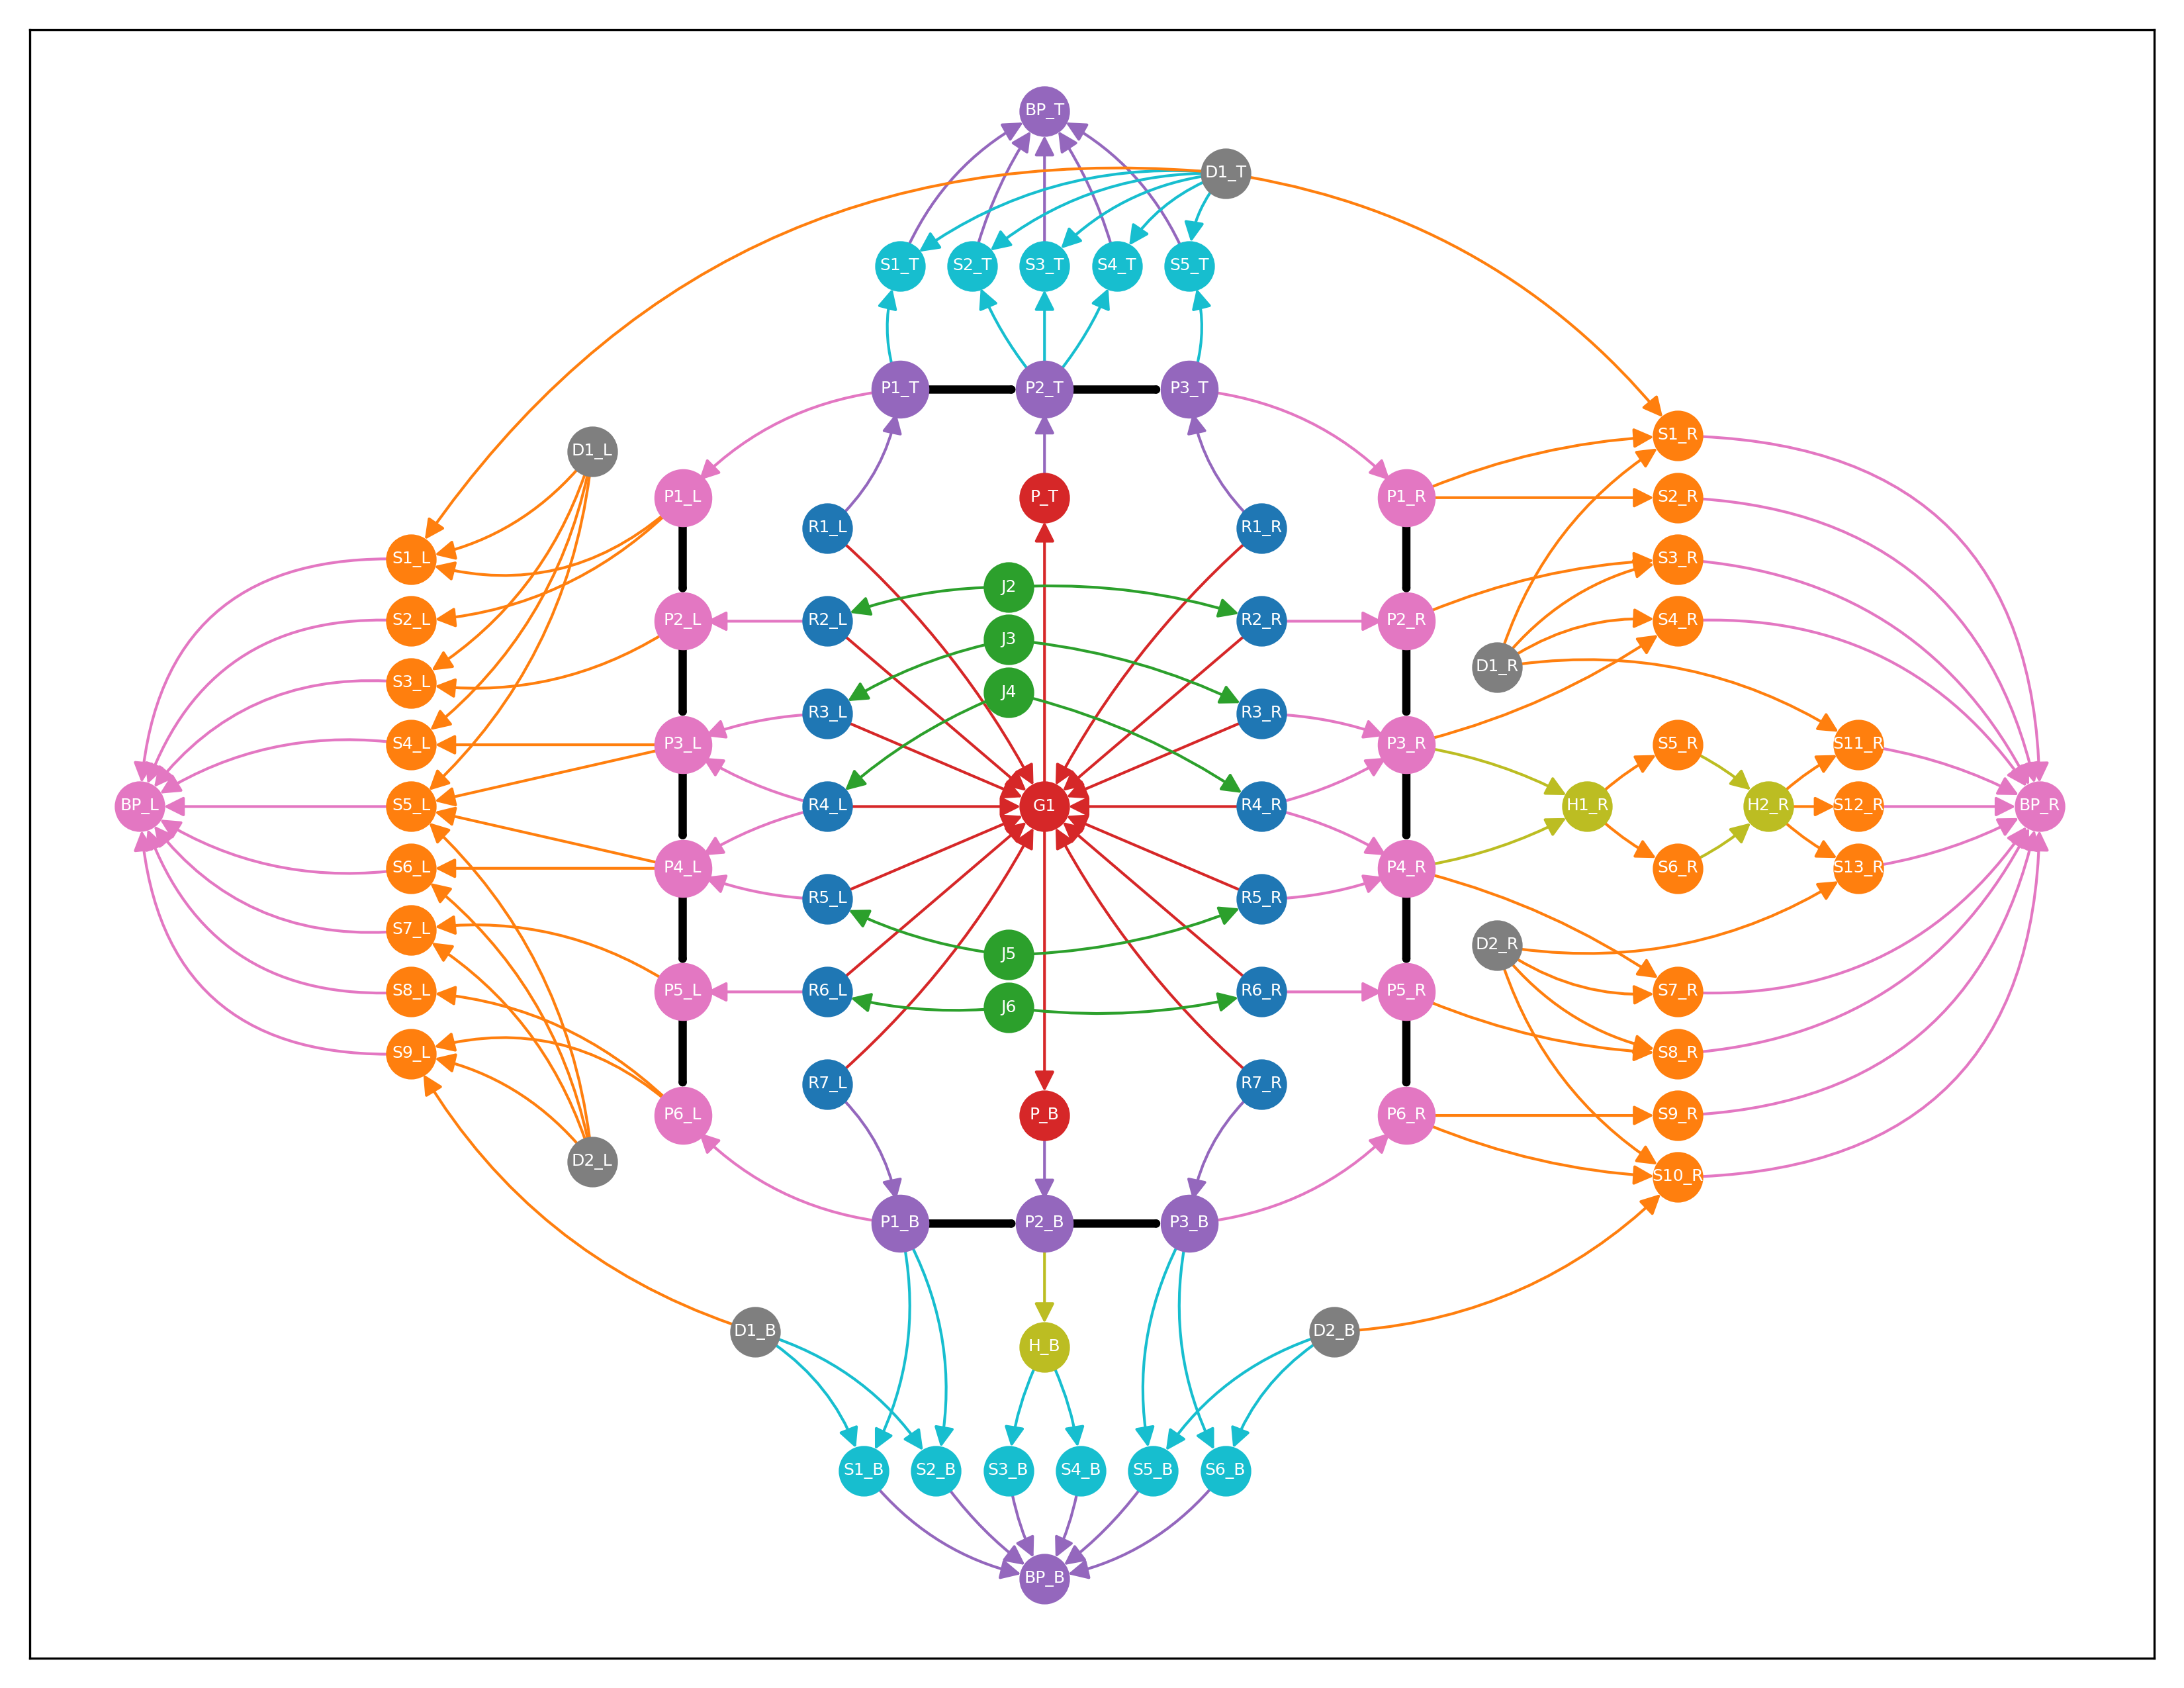 BP_T
D1_T
S1_T S2_T S3_T S4_T S5_T
P1_T P2_T P3_T
S1_R
D1_L
P1_L P_T P1_R S2_R
R1_L R1_R
S1_L S3_R
J2
S2_L P2_L R2_L R2_R P2_R S4_R
J3
D1_R
S3_L J4
R3_L R3_R
S4_L P3_L P3_R S5_R S11_R
BP_L S5_L R4_L G1 R4_R H1_R H2_R S12_R BP_R
S6_L P4_L P4_R S6_R S13_R
R5_L R5_R
S7_L D2_R
J5
S8_L P5_L R6_L R6_R P5_R S7_R
J6
S9_L S8_R
R7_L R7_R
P6_L P_B P6_R S9_R
D2_L
S10_R
P1_B P2_B P3_B
D1_B D2_B
H_B
S1_B S2_B S3_B S4_B S5_B S6_B
BP_B